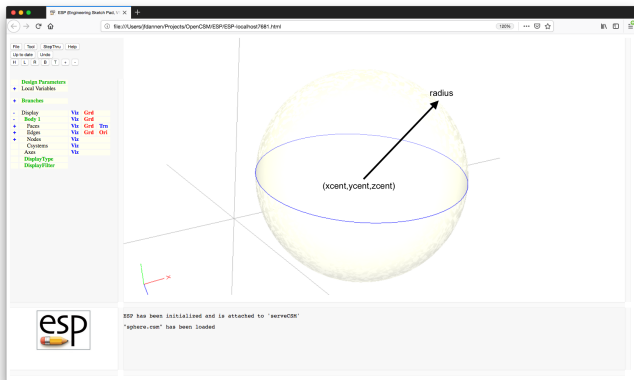 ESP (Engineering Sketch Pad, V
file:///Users/jfdannen/Projects/OpenCSM/ESP/ESP-localhost7681.html
120%
File Tool StepThru Help
Up to date Undo
H L R B T + -
Design Parameters
+ Local Variables
+ Branches
- Display Viz Grd
- Body 1 Viz Grd
+ Faces Viz Grd Trn
+ Edges Viz Grd Ori
+ Nodes Viz
Csystems Viz
Axes Viz
DisplayType
DisplayFilter
radius
(xcent,ycent,zcent)
x
esp
ESP has been initialized and is attached to 'serveCSM'
"sphere.csm" has been loaded